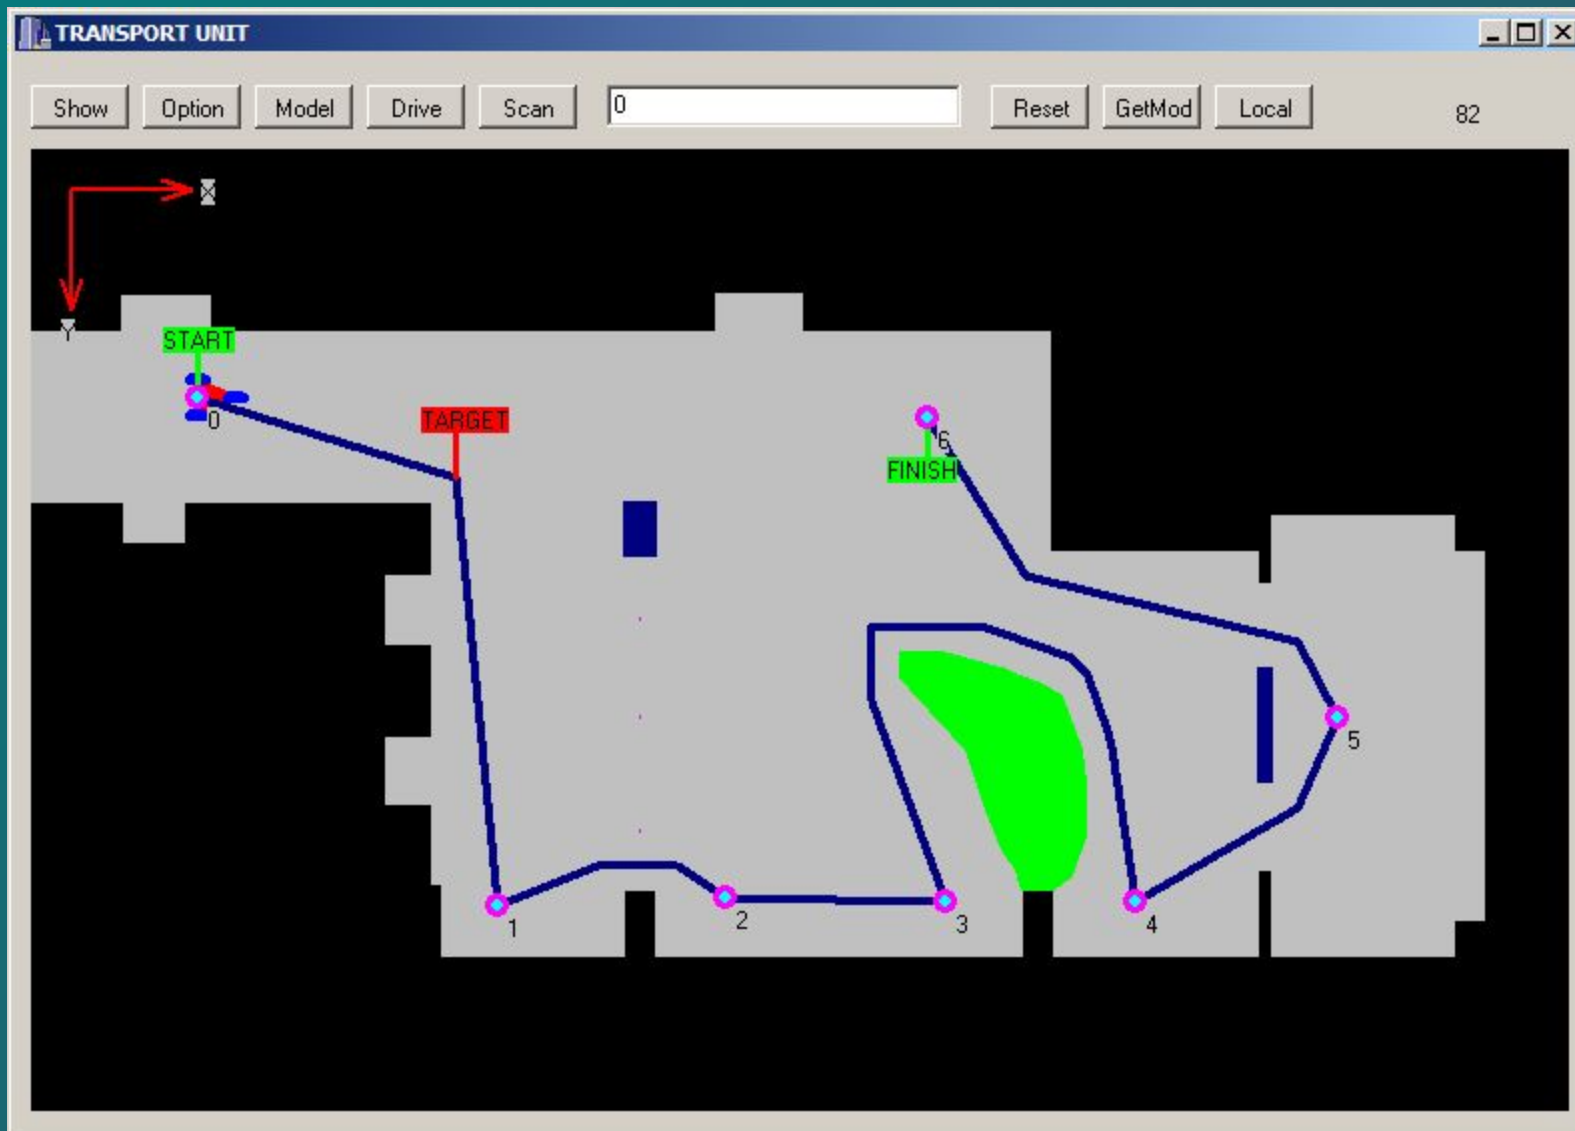 TRANSPORT UNIT
Show Option Model Drive Scan 0 Reset GetMod Local 82
X
Y
START
0
TARGET
6
FINISH
5
1
2
3
4